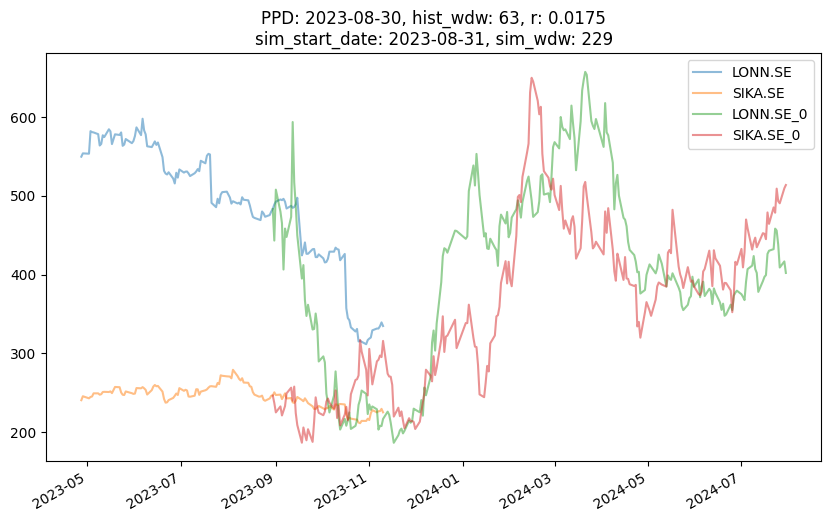 PPD: 2023-08-30, hist_wdw: 63, r: 0.0175
sim_start_date: 2023-08-31, sim_wdw: 229
LONN.SE
SIKA.SE
LONN.SE_0
SIKA.SE_0
600
500
400
300
200
2023-05
2023-07
2023-09
2023-11
2024-01
2024-03
2024-05
2024-07